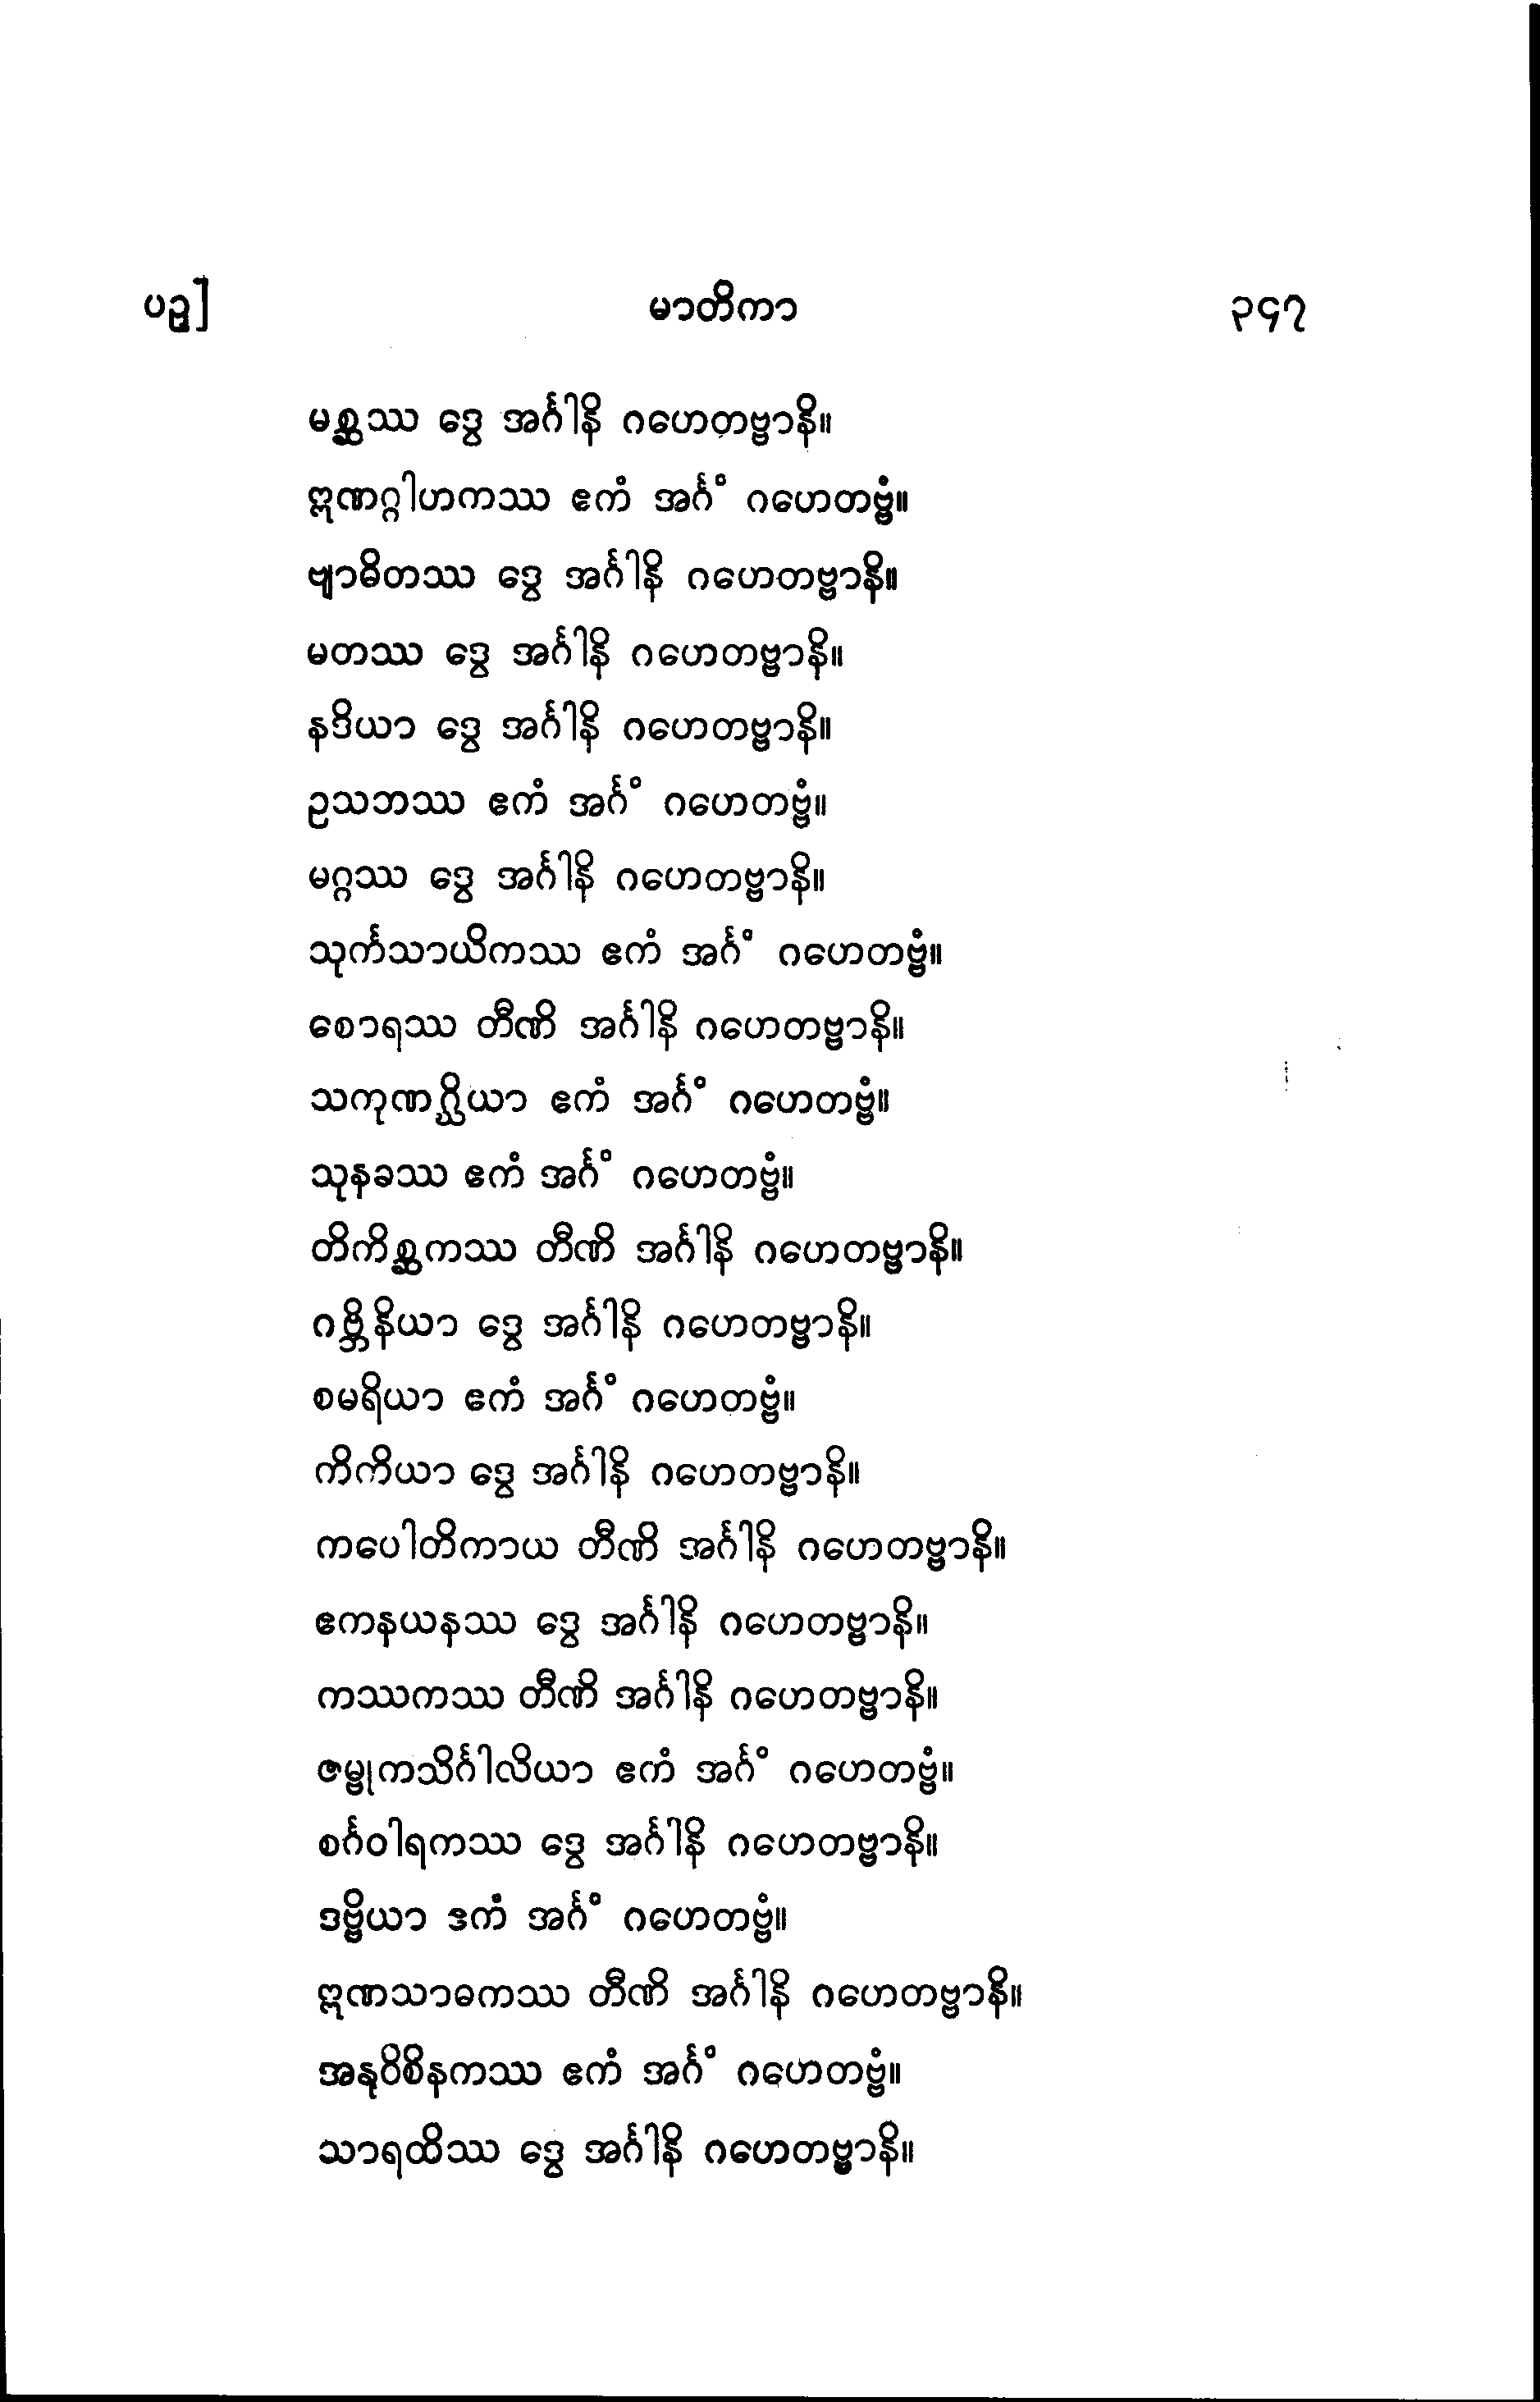 ပဥ္စ] မာတိကာ ၃၄၇
မစ္ဆဿ ဒွေ အင်္ဂါနိ ဂဟေတဗ္ဗာနိ။
ဣဏဂ္ဂါဟကဿ ဧကံ အင်္ဂံ ဂဟေတဗ္ဗံ။
ဗျာဓိတဿ ဒွေ အင်္ဂါနိ ဂဟေတဗ္ဗာနိ။
မတဿ ဒွေ အင်္ဂါနိ ဂဟေတဗ္ဗာနိ။
နဒိယာ ဒွေ အင်္ဂါနိ ဂဟေတဗ္ဗာနိ။
ဥသဘဿ ဧကံ အင်္ဂံ ဂဟေတဗ္ဗံ။
မဂ္ဂဿ ဒွေ အင်္ဂါနိ ဂဟေတဗ္ဗာနိ။
သုင်္ကသာယိကဿ ဧကံ အင်္ဂံ ဂဟေတဗ္ဗံ။
စောရဿ တီဏိ အင်္ဂါနိ ဂဟေတဗ္ဗာနိ။
သကုဏဂ္ဃိယာ ဧကံ အင်္ဂံ ဂဟေတဗ္ဗံ။
သုနခဿ ဧကံ အင်္ဂံ ဂဟေတဗ္ဗံ။
တိကိစ္ဆကဿ တီဏိ အင်္ဂါနိ ဂဟေတဗ္ဗာနိ။
ဂဗ္ဘိနိယာ ဒွေ အင်္ဂါနိ ဂဟေတဗ္ဗာနိ။
စမရိယာ ဧကံ အင်္ဂံ ဂဟေတဗ္ဗံ။
ကိကိယာ ဒွေ အင်္ဂါနိ ဂဟေတဗ္ဗာနိ။
ကပေါတိကာယ တီဏိ အင်္ဂါနိ ဂဟေတဗ္ဗာနိ။
ဧကနယနဿ ဒွေ အင်္ဂါနိ ဂဟေတဗ္ဗာနိ။
ကဿကဿ တီဏိ အင်္ဂါနိ ဂဟေတဗ္ဗာနိ။
ဇမ္ဗုကသိင်္ဂါလိယာ ဧကံ အင်္ဂံ ဂဟေတဗ္ဗံ။
စင်္ဂဝါရကဿ ဒွေ အင်္ဂါနိ ဂဟေတဗ္ဗာနိ။
ဒဗ္ဗိယာ ဒကံ အင်္ဂံ ဂဟေတဗ္ဗံ။
ဣဏသာဓကဿ တီဏိ အင်္ဂါနိ ဂဟေတဗ္ဗာနိ။
အနုဝိစိနကဿ ဧကံ အင်္ဂံ ဂဟေတဗ္ဗံ။
သာရထိဿ ဒွေ အင်္ဂါနိ ဂဟေတဗ္ဗာနိ။